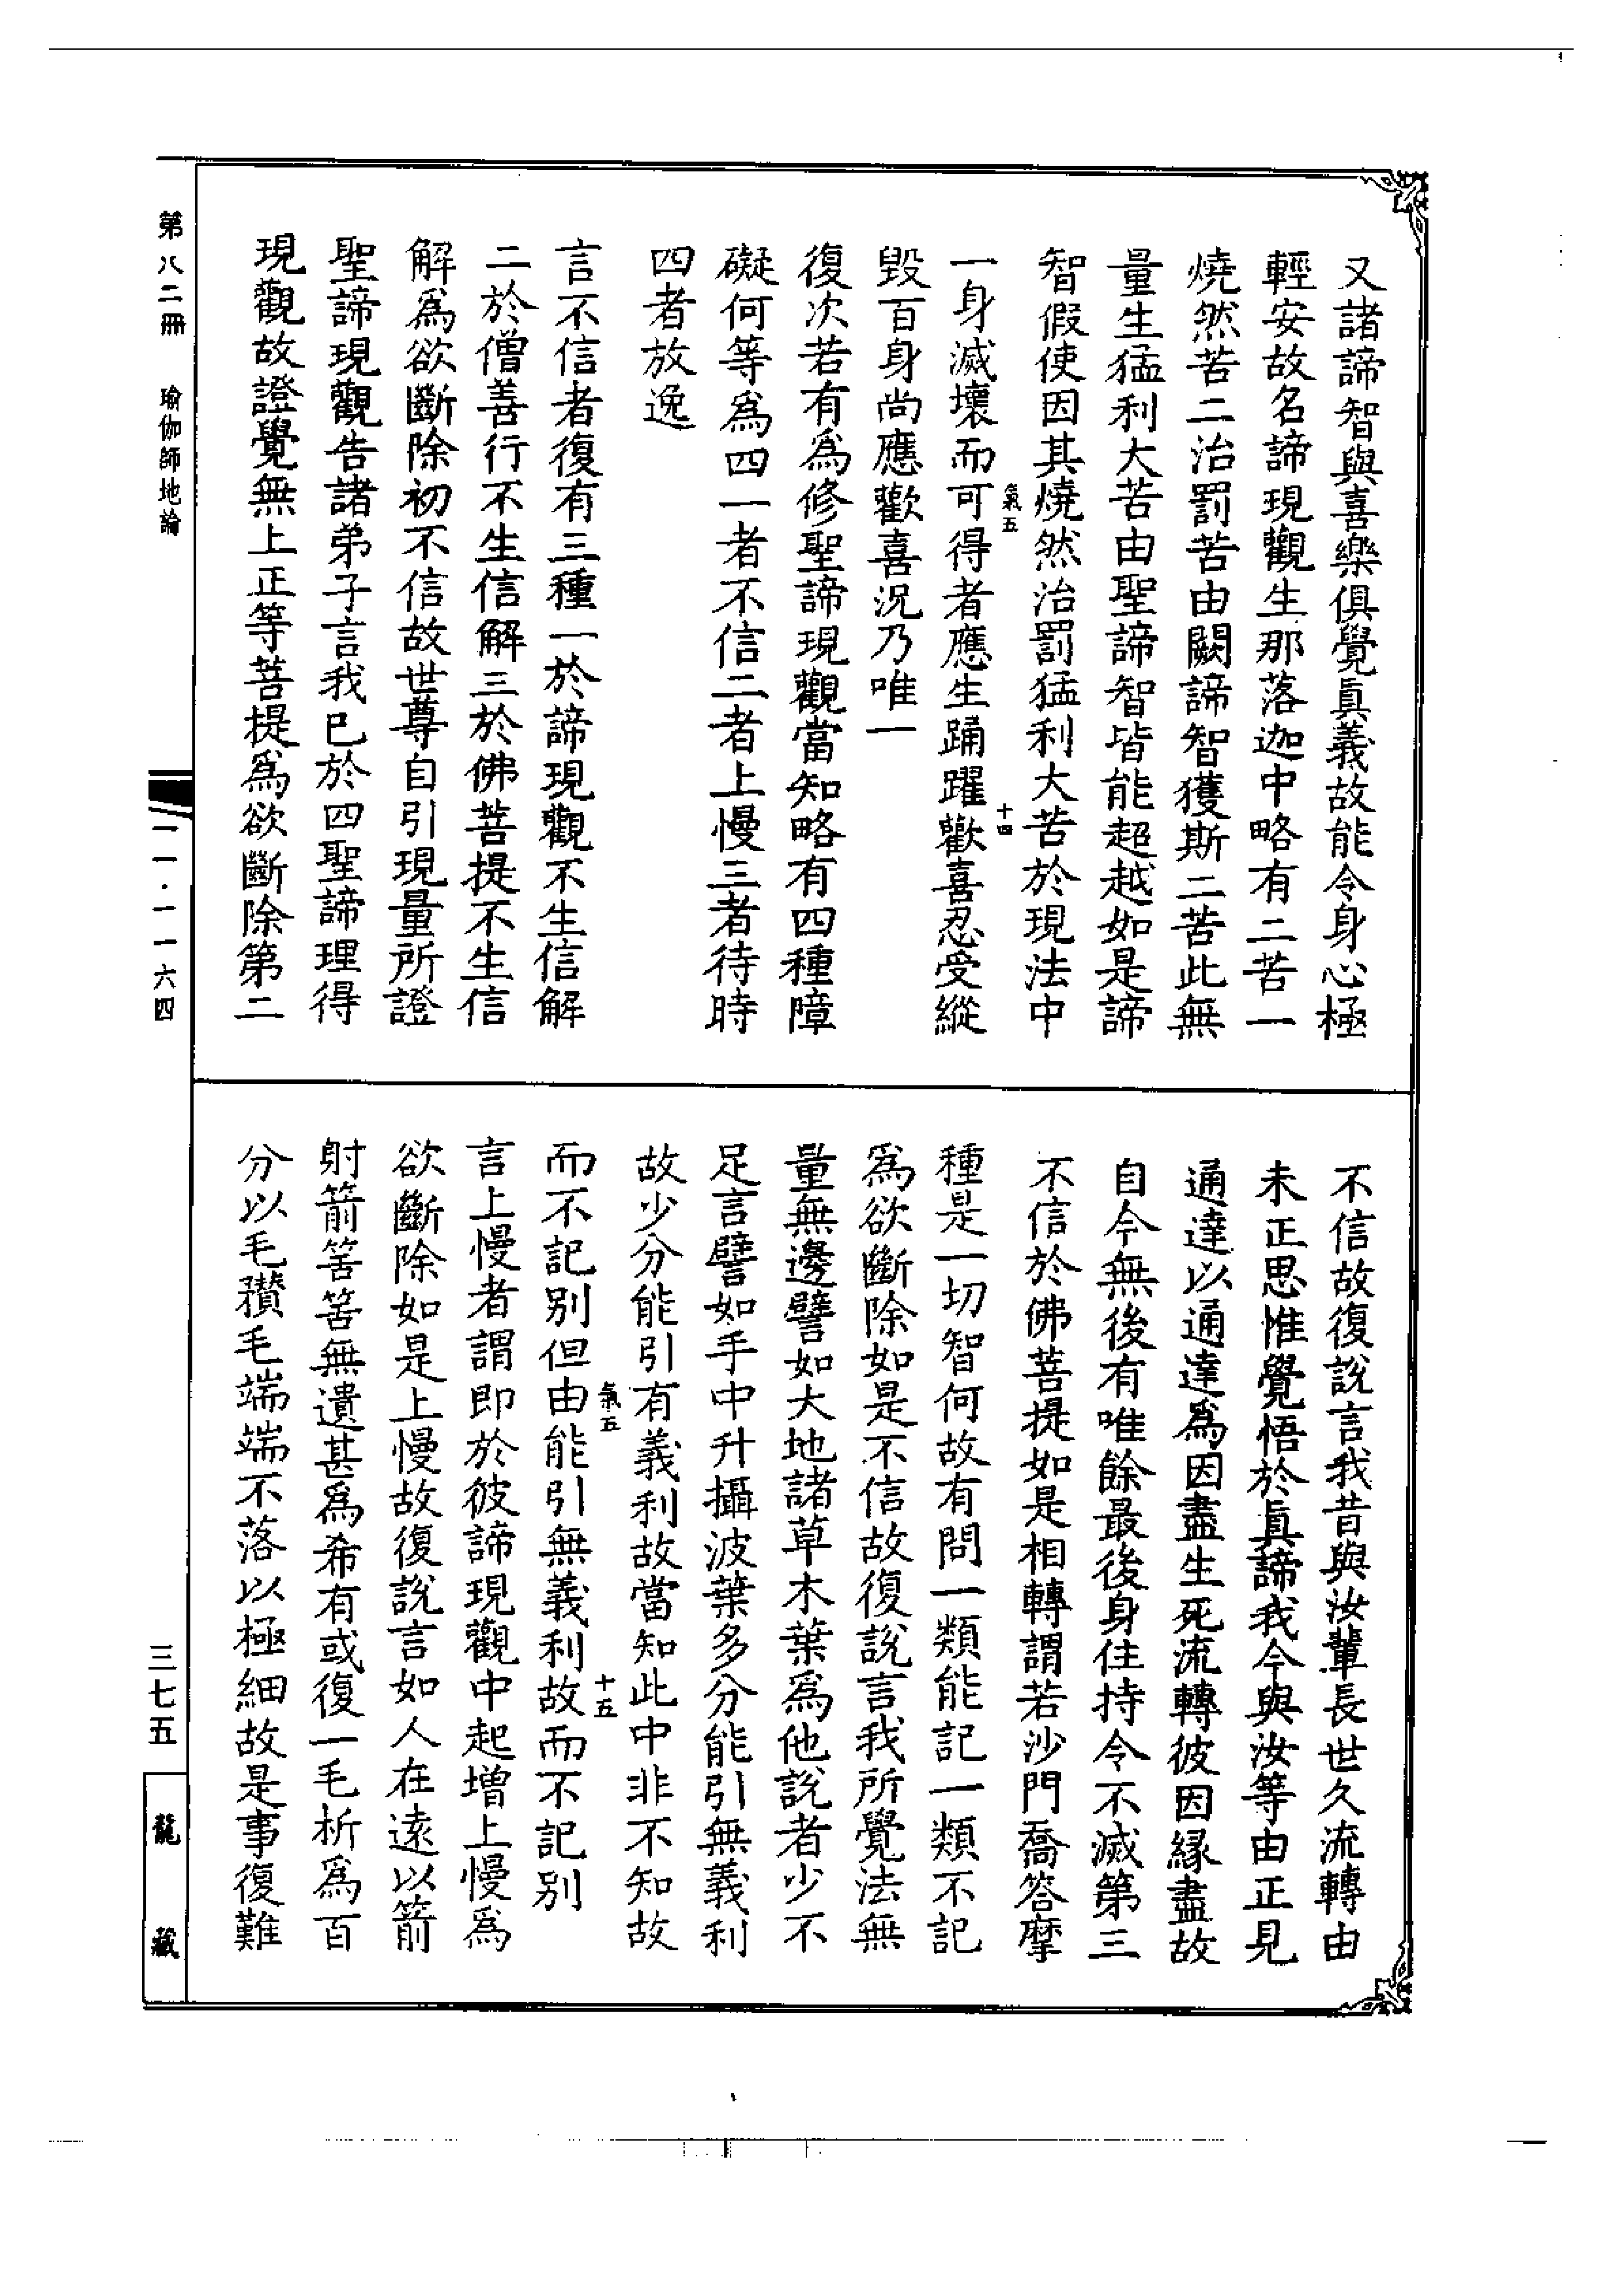 又諸諦智與喜樂俱覺眞義故能令身心極
輕安故名諦現觀生那落迦中略有二苦一
燒然苦二治罰苦由闕諦智獲斯二苦此無
量生猛利大苦由聖諦智皆能超越如是諦
智假使因其燒然治罰猛利大苦於現法中
氣五
十四
一身滅壞而可得者應生踊躍歡喜忍受縱
毀百身尚應歡喜況乃唯一
復次若有爲修聖諦現觀當知略有四種障
礙何等爲四一者不信二者上慢三者待時
四者放逸
言不信者復有三種一於諦現觀不生信解
二於僧善行不生信解三於佛菩提不生信
解爲欲斷除初不信故世尊自引現量所證
聖諦現觀告諸弟子言我已於四聖諦理得
現觀故證覺無上正等菩提爲欲斷除第二
不信故復說言我昔與汝輩長世久流轉由
未正思惟覺悟於眞諦我今與汝等由正見
通達以通達爲因盡生死流轉彼因緣盡故
自今無後有唯餘最後身住持令不滅第三
不信於佛菩提如是相轉謂若沙門喬答摩
種是一切智何故有問一類能記一類不記
爲欲斷除如是不信故復說言我所覺法無
量無邊譬如大地諸草木葉爲他說者少不
足言譬如手中升攝波葉多分能引無義利
故少分能引有義利故當知此中非不知故
氣五
十五
而不記別但由能引無義利故而不記別
言上慢者謂即於彼諦現觀中起增上慢爲
欲斷除如是上慢故復說言如人在遠以箭
射箭筈筈無遺甚爲希有或復一毛析爲百
分以毛䂎毛端端不落以極細故是事復難
第八二冊 瑜伽師地論
一一·一一六四
三七五
龍藏